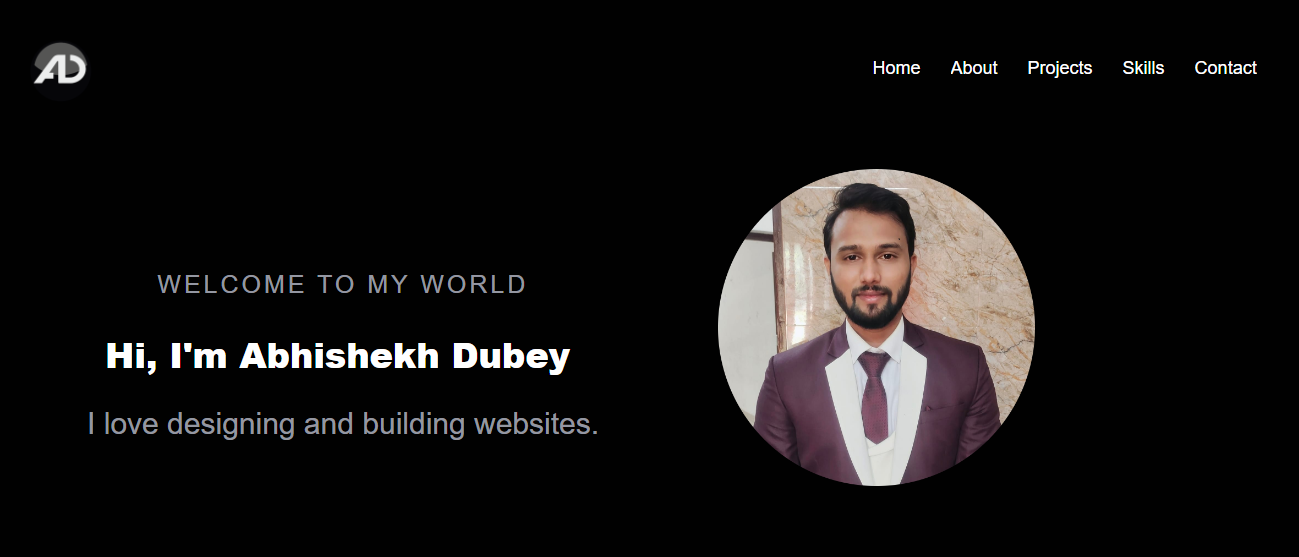 AD
Home About Projects Skills Contact
WELCOME TO MY WORLD
Hi, I'm Abhishekh Dubey
I love designing and building websites.